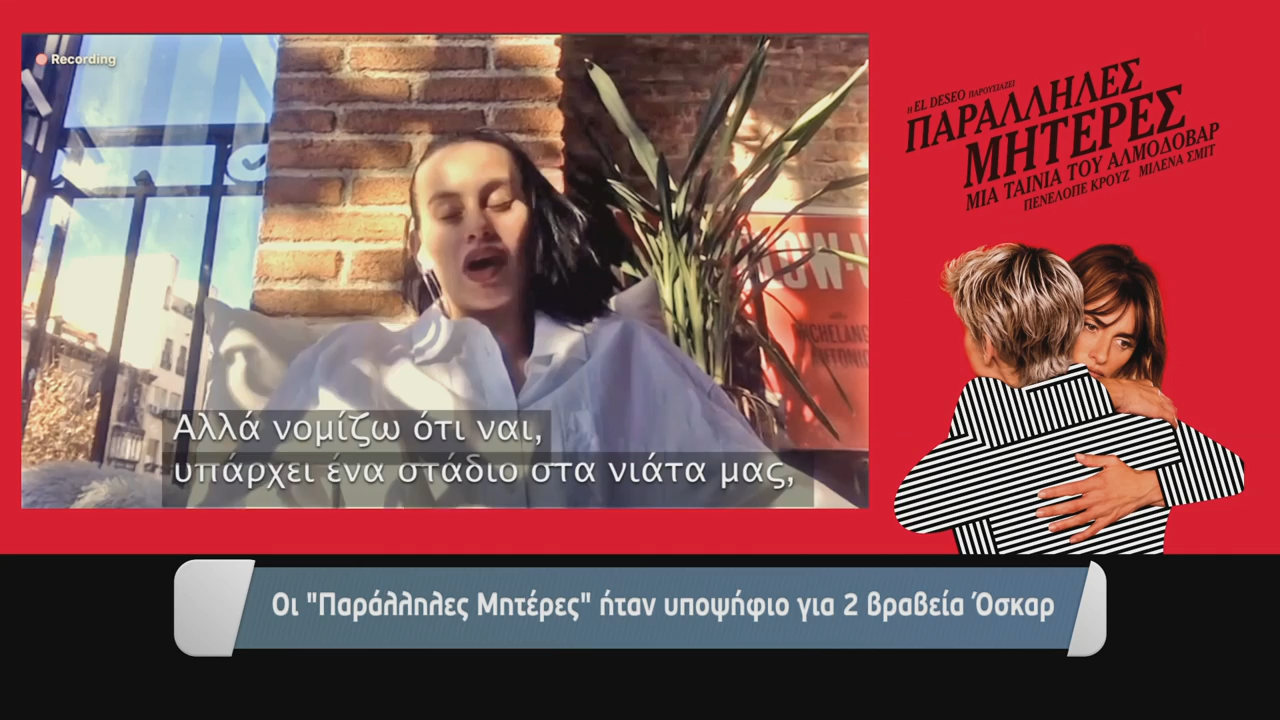 Recording
Η EL DESEO ΠΑΡΟΥΣΙΑΖΕΙ
ΠΑΡΑΛΛΗΛΕΣ
ΜΗΤΕΡΕΣ
ΜΙΑ ΤΑΙΝΙΑ ΤΟΥ ΑΛΜΟΔΟΒΑΡ
ΠΕΝΕΛΟΠΕ ΚΡΟΥΖ ΜΙΛΕΝΑ ΣΜΙΤ
Αλλά νομίζω ότι ναι,
υπάρχει ένα στάδιο στα νιάτα μας,
Οι "Παράλληλες Μητέρες" ήταν υποψήφιο για 2 βραβεία Όσκαρ